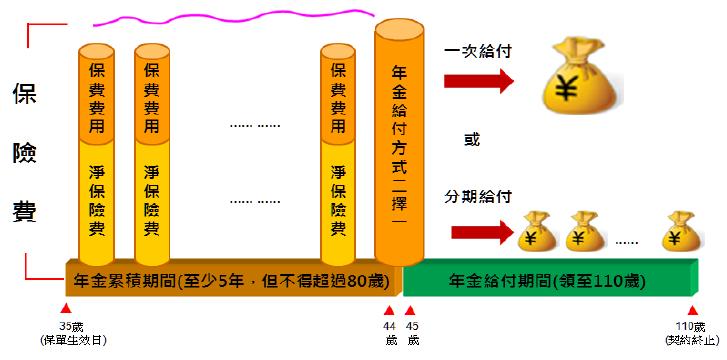 保險費
保費費用
淨保險費
保費費用
淨保險費
…… ……
…… ……
保費費用
淨保險費
年金給付方式二擇一
一次給付
¥
或
分期給付
¥
¥
……
¥
年金累積期間(至少5年，但不得超過80歲)
年金給付期間(領至110歲)
35歲
(保單生效日)
44
歲
45
歲
110歲
(契約終止)